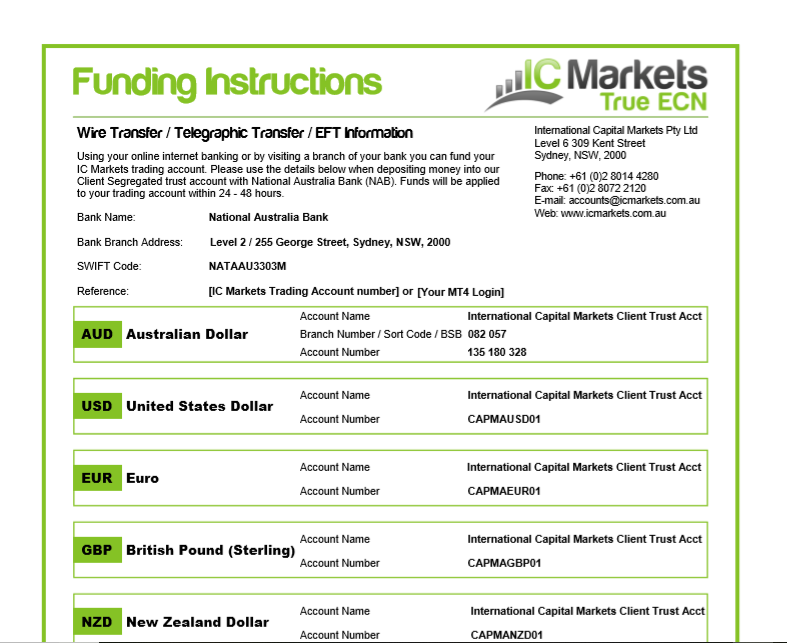 Funding Instructions
IC Markets
True ECN
Wire Transfer / Telegraphic Transfer / EFT Information
Using your online internet banking or by visiting a branch of your bank you can fund your
IC Markets trading account. Please use the details below when depositing money into our
Client Segregated trust account with National Australia Bank (NAB). Funds will be applied
to your trading account within 24 - 48 hours.
International Capital Markets Pty Ltd
Level 6 309 Kent Street
Sydney, NSW, 2000
Phone: +61 (0)2 8014 4280
Fax: +61 (0)2 8072 2120
E-mail: accounts@icmarkets.com.au
Web: www.icmarkets.com.au
Bank Name: National Australia Bank
Bank Branch Address: Level 2 / 255 George Street, Sydney, NSW, 2000
SWIFT Code: NATAAU3303M
Reference: [IC Markets Trading Account number] or [Your MT4 Login]
AUD Australian Dollar
Account Name International Capital Markets Client Trust Acct
Branch Number / Sort Code / BSB 082 057
Account Number 135 180 328
USD United States Dollar
Account Name International Capital Markets Client Trust Acct
Account Number CAPMAUSD01
EUR Euro
Account Name International Capital Markets Client Trust Acct
Account Number CAPMAEUR01
GBP British Pound (Sterling)
Account Name International Capital Markets Client Trust Acct
Account Number CAPMAGBP01
NZD New Zealand Dollar
Account Name International Capital Markets Client Trust Acct
Account Number CAPMANZD01